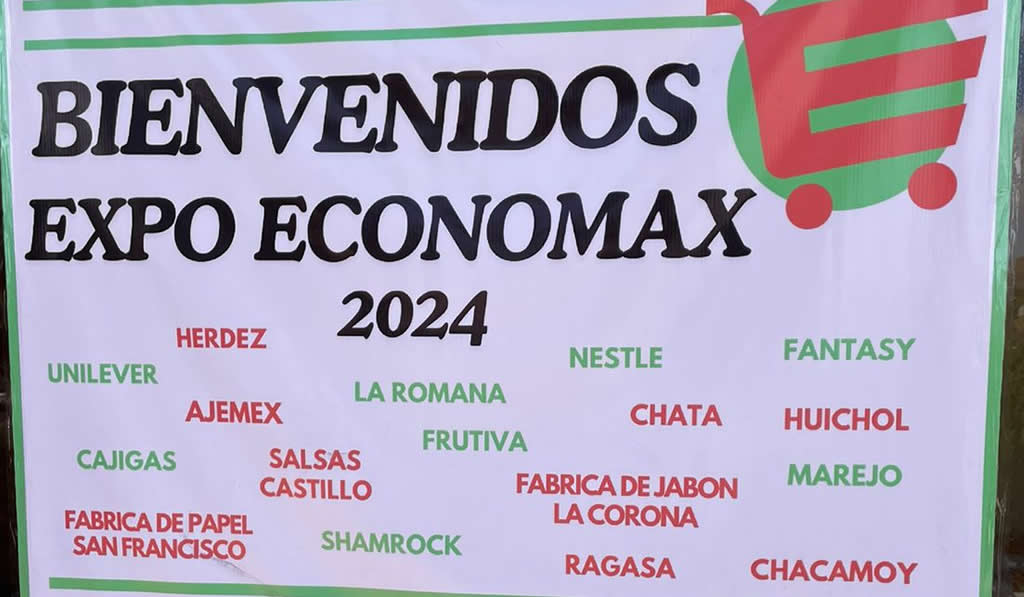 BIENVENIDOS
EXPO ECONOMAX
2024
HERDEZ
NESTLE
FANTASY
UNILEVER
LA ROMANA
AJEMEX
CHATA
HUICHOL
FRUTIVA
CAJIGAS
SALSAS
CASTILLO
MAREJO
FABRICA DE JABON
LA CORONA
FABRICA DE PAPEL
SAN FRANCISCO
SHAMROCK
RAGASA
CHACAMOY